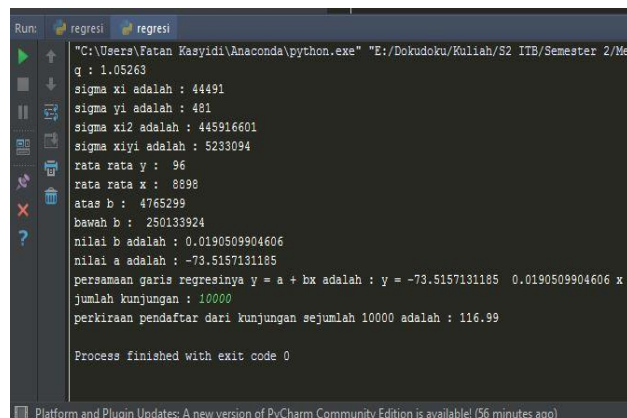 Run: regresi regresi
"C:\Users\Fatan Kasyidi\Anaconda\python.exe" "E:/Dokudoku/Kuliah/S2 ITB/Semester 2/Me
q : 1.05263
sigma xi adalah : 44491
sigma yi adalah : 481
sigma xi2 adalah : 445916601
sigma xiyi adalah : 5233094
rata rata y :  96
rata rata x :  8898
atas b :  4765299
bawah b :  250133924
nilai b adalah : 0.0190509904606
nilai a adalah : -73.5157131185
persamaan garis regresinya y = a + bx adalah : y = -73.5157131185  0.0190509904606 x
jumlah kunjungan : 10000
perkiraan pendaftar dari kunjungan sejumlah 10000 adalah : 116.99
Process finished with exit code 0
Platform and Plugin Updates: A new version of PyCharm Community Edition is available! (56 minutes ago)